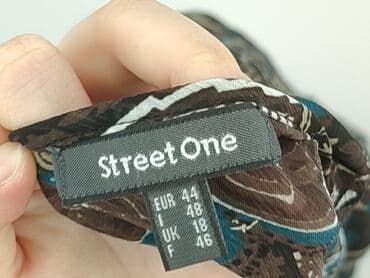 Street One
EUR 44
I 48
UK 18
F 46